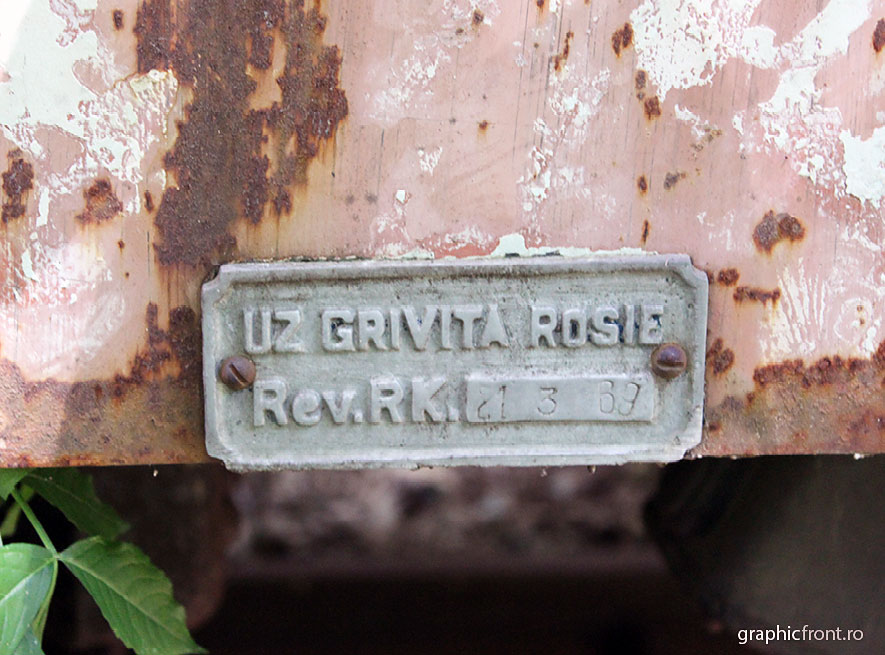 UZ GRIVITA ROSIE
Rev. RK. 21 3 69
graphicfront.ro